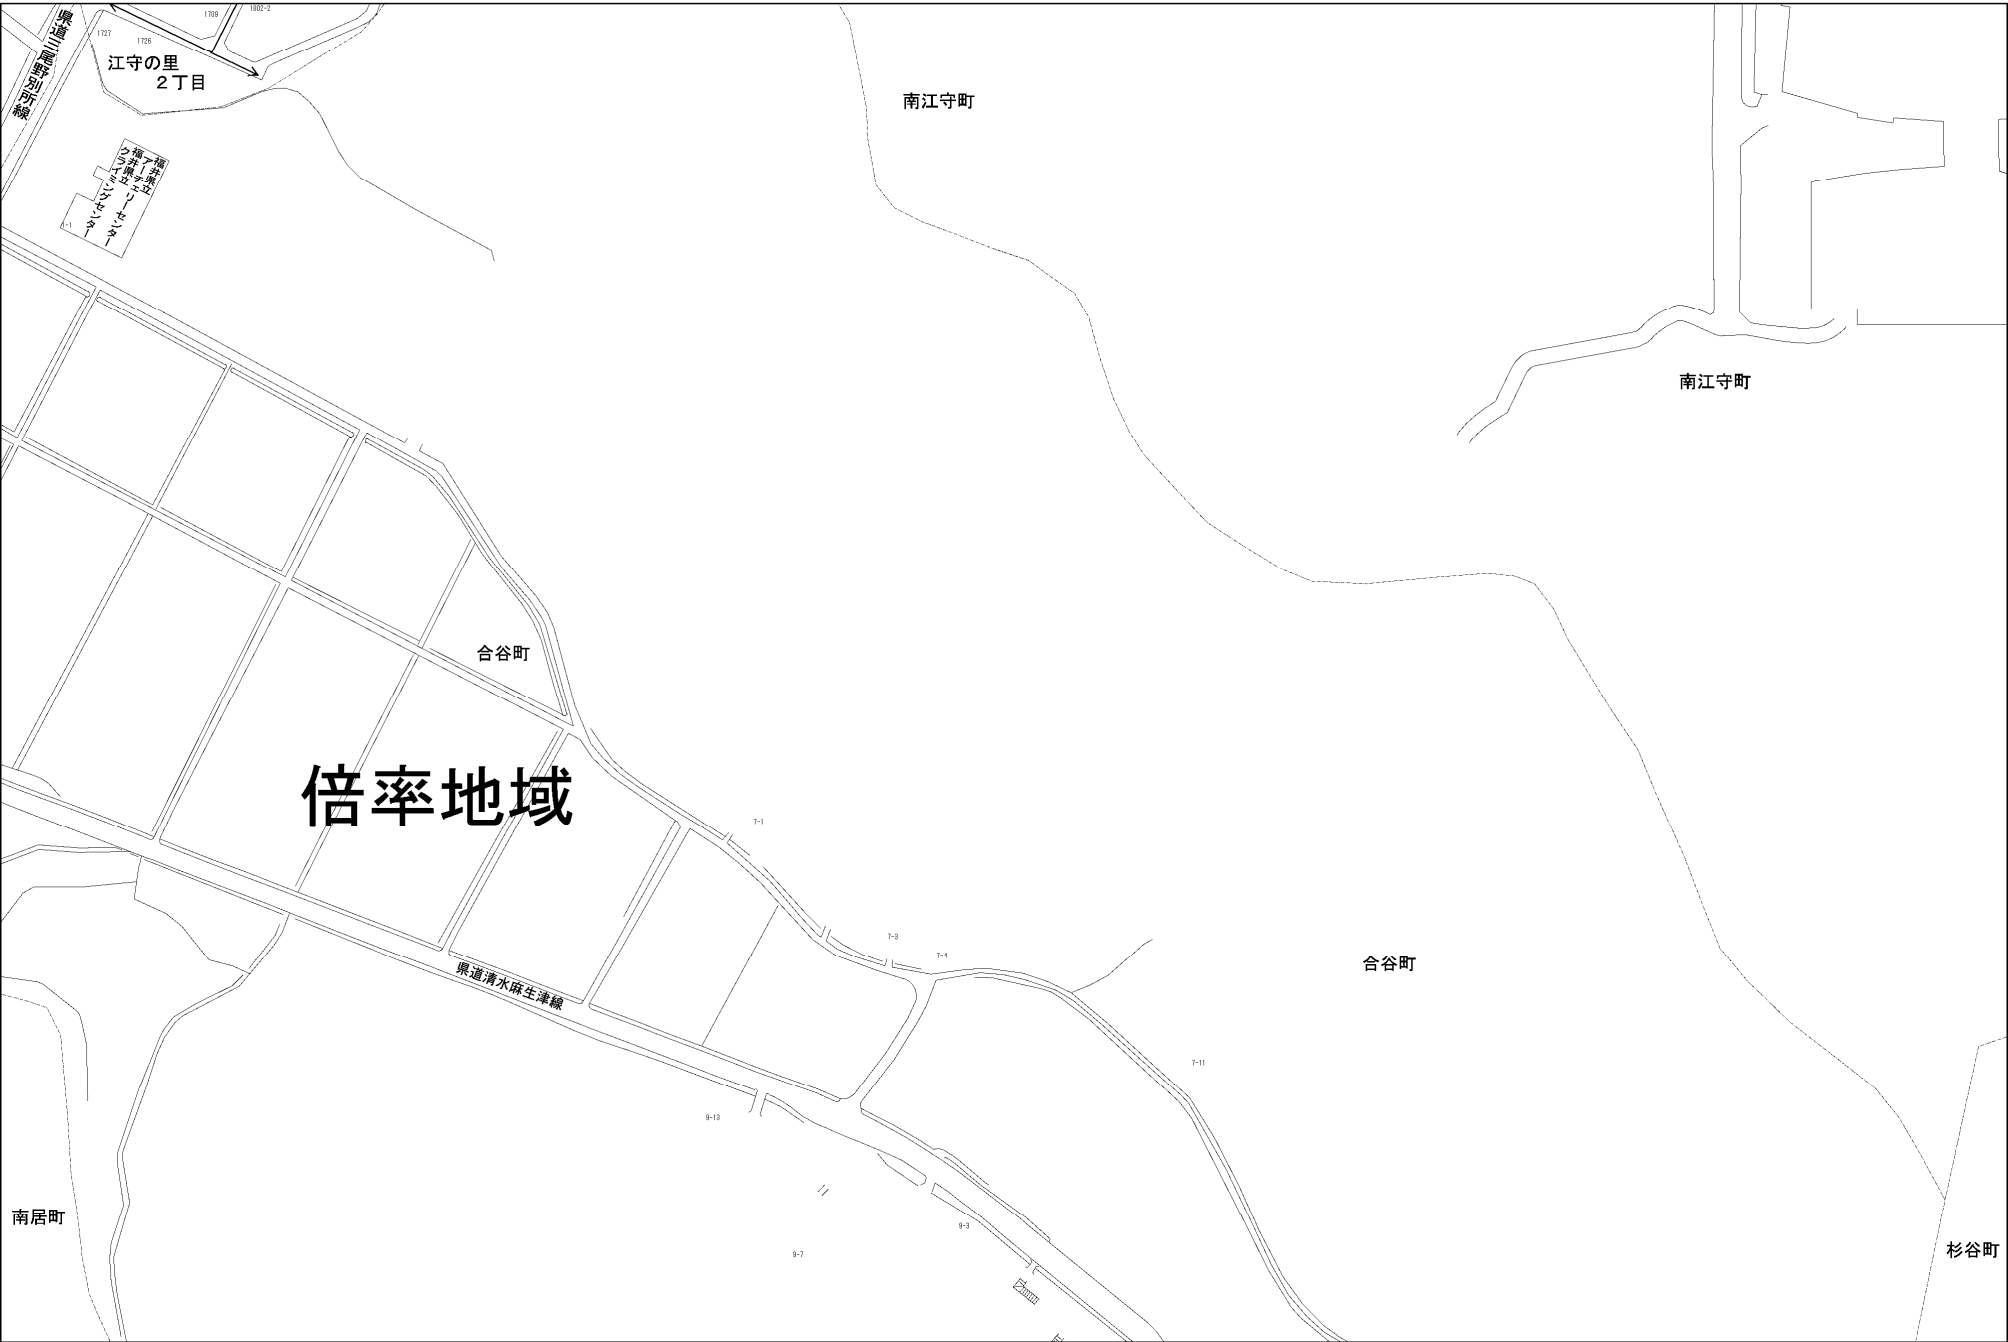 県道三尾野別所線
1709
1802-2
1727
1726
江守の里
2丁目
福井県立
アーチェリーセンター
福井県立
クライミングセンター
1-1
南江守町
南江守町
合谷町
倍率地域
7-1
7-3
7-4
合谷町
県道清水麻生津線
7-11
9-13
南居町
9-3
9-7
杉谷町